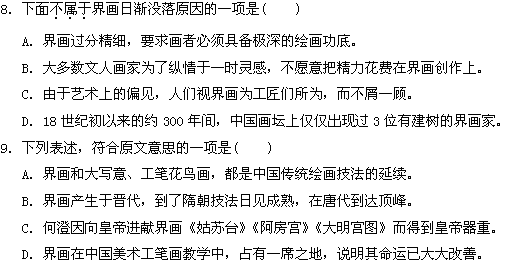 8. 下面不属于界画日渐没落原因的一项是(　　)
A. 界画过分精细，要求画者必须具备极深的绘画功底。
B. 大多数文人画家为了纵惜于一时灵感，不愿意把精力花费在界画创作上。
C. 由于艺术上的偏见，人们视界画为工匠们所为，而不屑一顾。
D. 18 世纪初以来的约 300 年间，中国画坛上仅仅出现过 3 位有建树的界画家。
9. 下列表述，符合原文意思的一项是(　　)
A. 界画和大写意、工笔花鸟画，都是中国传统绘画技法的延续。
B. 界画产生于晋代，到了隋朝技法日见成熟，在唐代到达顶峰。
C. 何澄因向皇帝进献界画《姑苏台》《阿房宫》《大明宫图》而得到皇帝器重。
D. 界画在中国美术工笔画教学中，占有一席之地，说明其命运已大大改善。